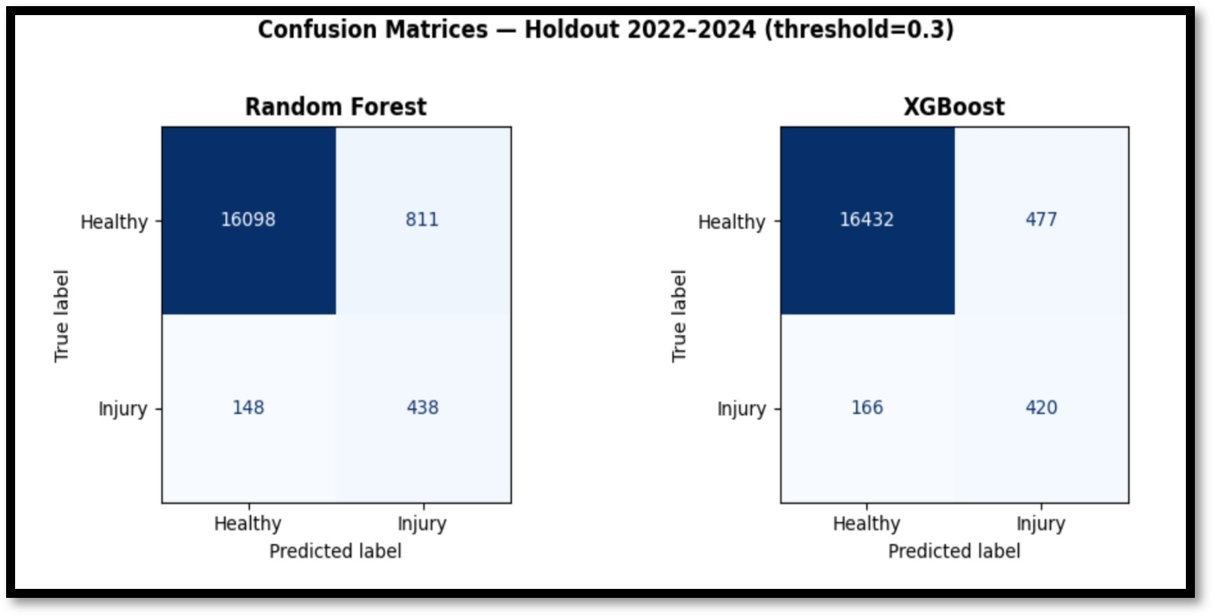 Confusion Matrices — Holdout 2022–2024 (threshold=0.3)
Random Forest
True label
Healthy
16098 811
Injury
148 438
Healthy Injury
Predicted label
XGBoost
True label
Healthy
16432 477
Injury
166 420
Healthy Injury
Predicted label